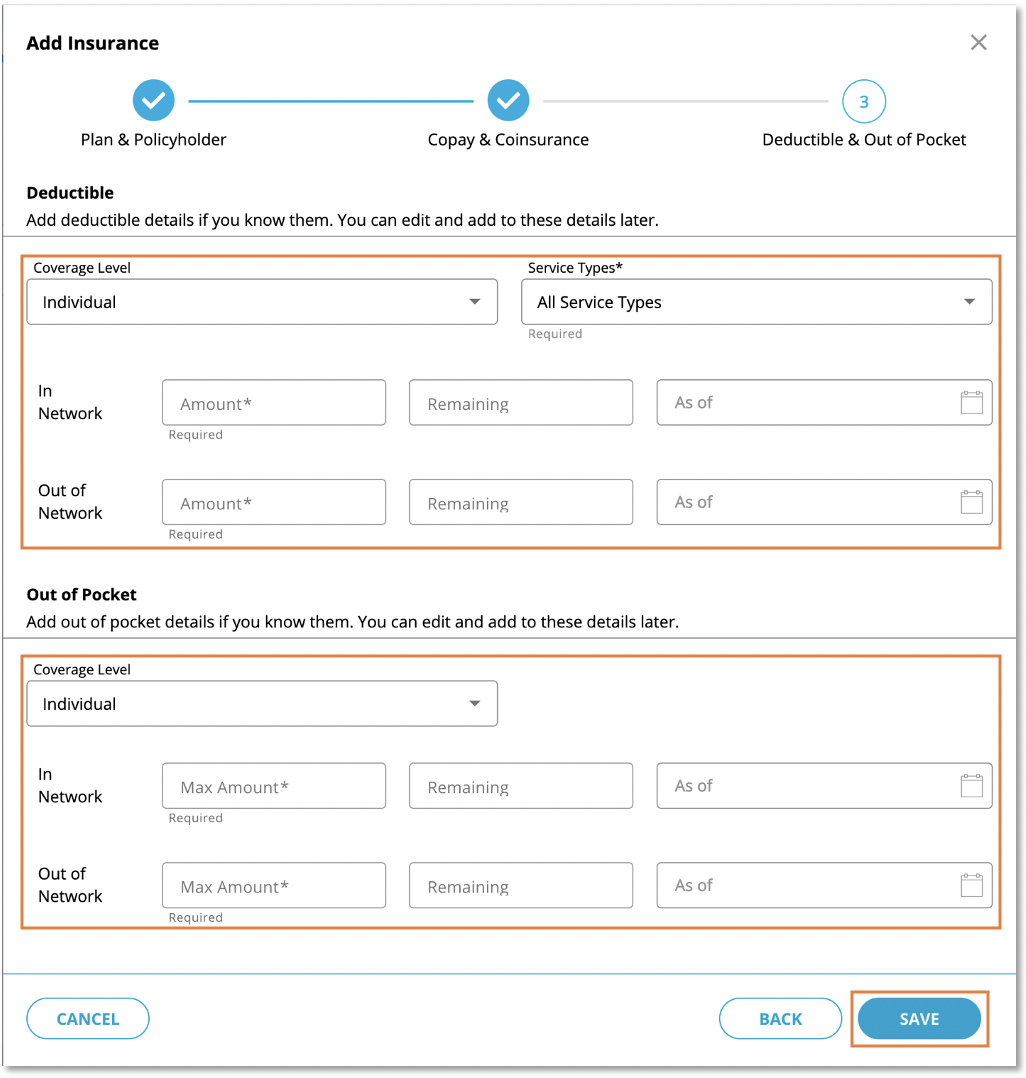 Add Insurance
3
Plan & Policyholder
Copay & Coinsurance
Deductible & Out of Pocket
Deductible
Add deductible details if you know them. You can edit and add to these details later.
Coverage Level
Service Types*
Individual
All Service Types
Required
In
Network
Amount*
Remaining
As of
Required
Out of
Network
Amount*
Remaining
As of
Required
Out of Pocket
Add out of pocket details if you know them. You can edit and add to these details later.
Coverage Level
Individual
In
Network
Max Amount*
Remaining
As of
Required
Out of
Network
Max Amount*
Remaining
As of
Required
CANCEL
BACK
SAVE